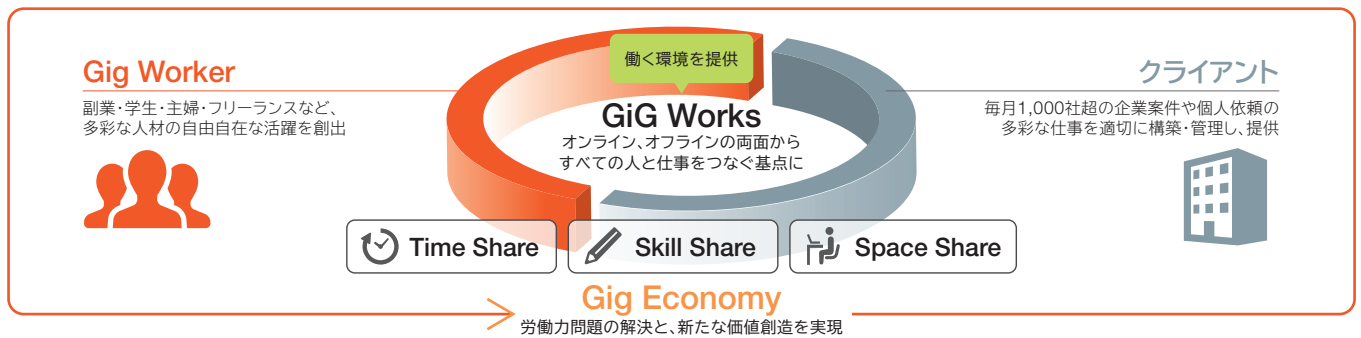 Gig Worker
副業・学生・主婦・フリーランスなど、
多彩な人材の自由自在な活躍を創出
働く環境を提供
GiG Works
オンライン、オフラインの両面から
すべての人と仕事をつなぐ基点に
クライアント
毎月1,000社超の企業案件や個人依頼の
多彩な仕事を適切に構築・管理し、提供
Time Share
Skill Share
Space Share
Gig Economy
労働力問題の解決と、新たな価値創造を実現